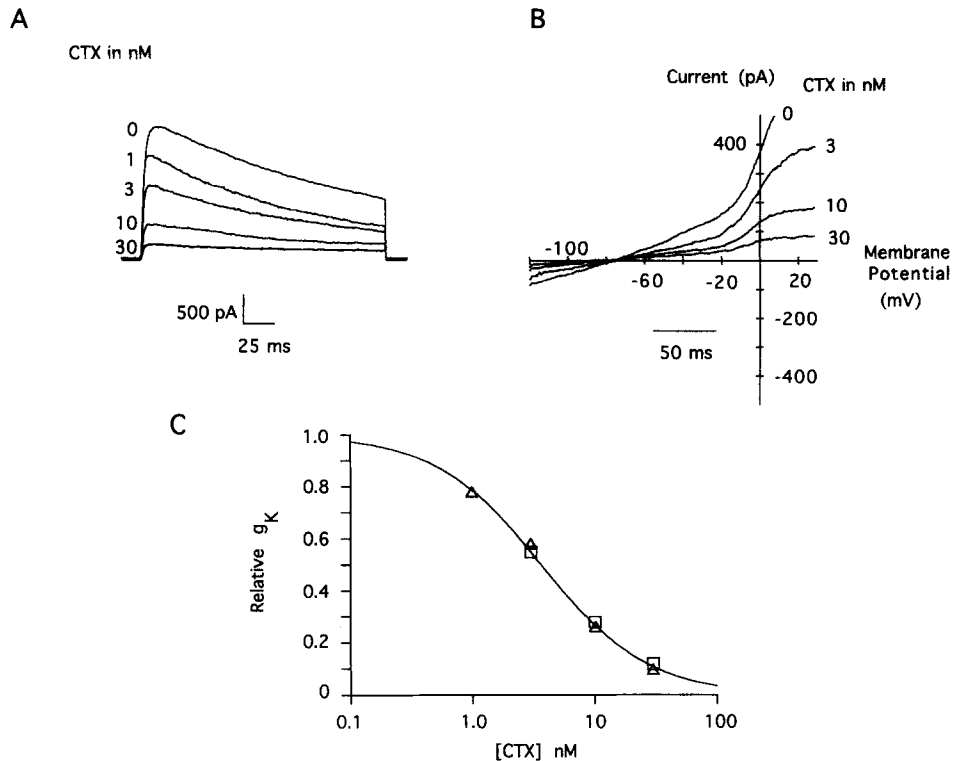 A
CTX in nM
0
1
3
10
30
500 pA
25 ms
B
Current (pA)
CTX in nM
0
400
3
10
30
-100
-60
-20
20
Membrane
Potential
(mV)
-200
-400
50 ms
C
1.0
0.8
0.6
0.4
0.2
0
Relative gK
0.1
1.0
10
100
[CTX] nM